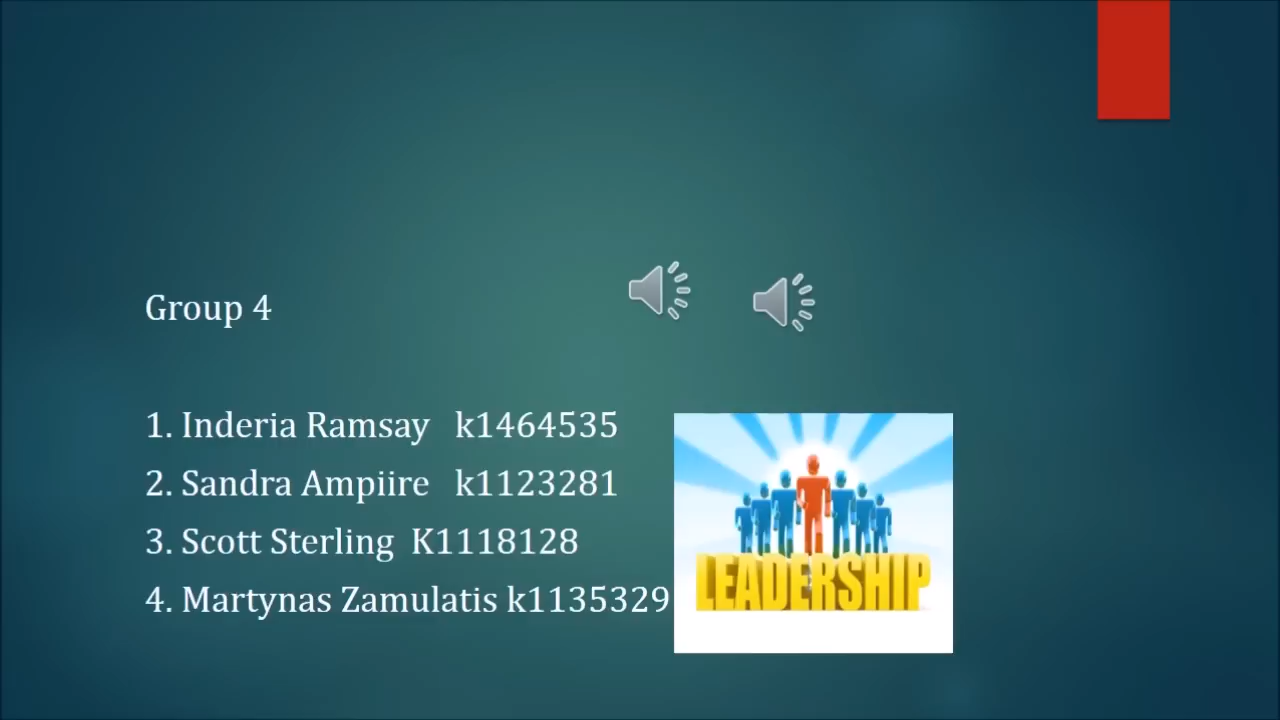 Group 4
1. Inderia Ramsay k1464535
2. Sandra Ampiire k1123281
3. Scott Sterling K1118128
4. Martynas Zamulatis k1135329
LEADERSHIP